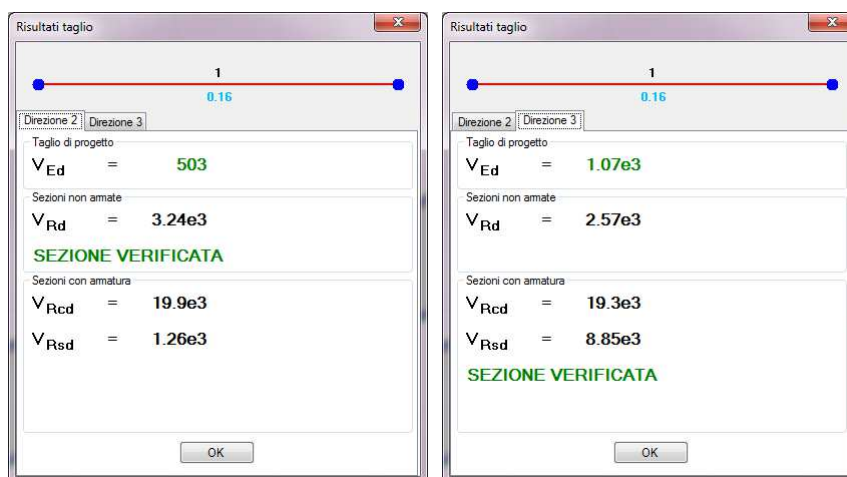 Risultati taglio
1
0.16
Direzione 2 Direzione 3
Taglio di progetto
VEd = 503
Sezioni non armate
VRd = 3.24e3
SEZIONE VERIFICATA
Sezioni con armatura
VRcd = 19.9e3
VRsd = 1.26e3
OK
Risultati taglio
1
0.16
Direzione 2 Direzione 3
Taglio di progetto
VEd = 1.07e3
Sezioni non armate
VRd = 2.57e3
Sezioni con armatura
VRcd = 19.3e3
VRsd = 8.85e3
SEZIONE VERIFICATA
OK